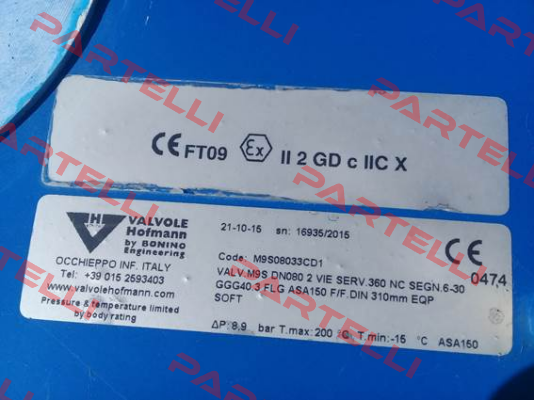 PARTELLI
PARTELLI
PARTELLI
CE FT09 Ex II 2 GD c IIC X
H
VALVOLE
Hofmann
by BONINO
Engineering
OCCHIEPPO INF. ITALY
Tel: +39 015 2593403
www.valvolehofmann.com
Pressure & temperature limited
by body rating
21-10-15 sn: 16935/2015
CE
0474
Code: M9S08033CD1
VALV.M9S DN080 2 VIE SERV.360 NC SEGN.6-30
GGG40.3 FLG ASA150 F/F.DIN 310mm EQP
SOFT
ΔP: 8,9 bar T.max: 200 °C T.min:-15 °C ASA150
PARTELLI
PARTELLI
PARTELLI